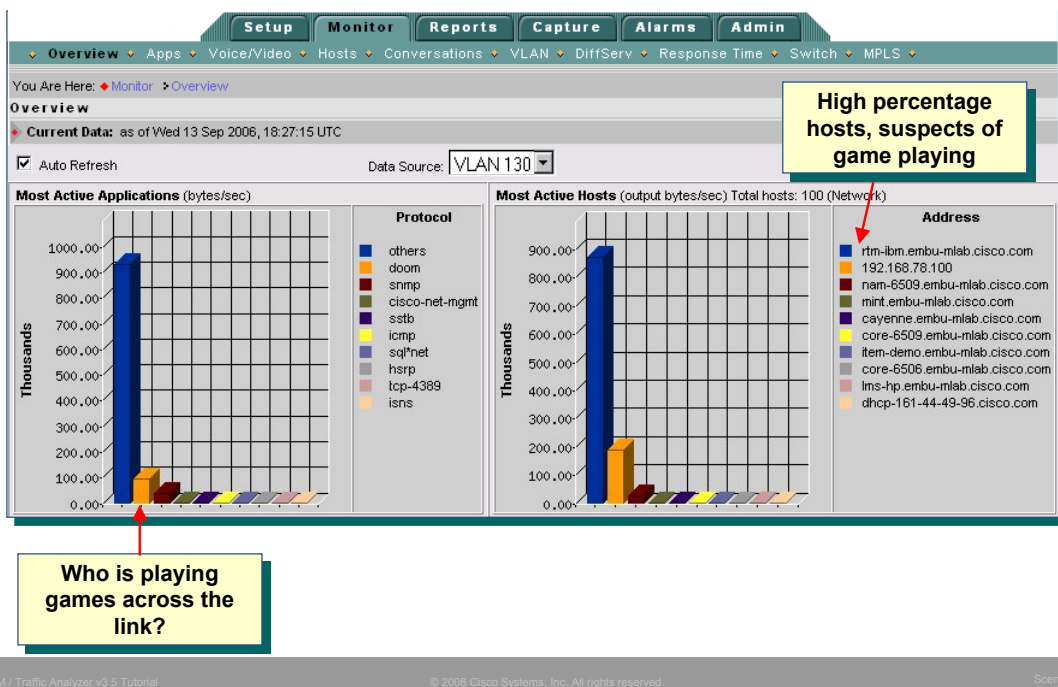 Setup Monitor Reports Capture Alarms Admin
Overview Apps Voice/Video Hosts Conversations VLAN DiffServ Response Time Switch MPLS
You Are Here: Monitor Overview
Overview
Current Data: as of Wed 13 Sep 2006, 18:27:15 UTC
High percentage
hosts, suspects of
game playing
Auto Refresh
Data Source: VLAN 130
Most Active Applications (bytes/sec)
Thousands
1000.00
900.00
800.00
700.00
600.00
500.00
400.00
300.00
200.00
100.00
0.00
Protocol
others
doom
snmp
cisco-net-mgmt
sstb
icmp
sql*net
hsrp
tcp-4389
isns
Most Active Hosts (output bytes/sec) Total hosts: 100 (Network)
Thousands
900.00
800.00
700.00
600.00
500.00
400.00
300.00
200.00
100.00
0.00
Address
rtm-ibm.embu-mlab.cisco.com
192.168.78.100
nam-6509.embu-mlab.cisco.com
mint.embu-mlab.cisco.com
cayenne.embu-mlab.cisco.com
core-6509.embu-mlab.cisco.com
item-demo.embu-mlab.cisco.com
core-6506.embu-mlab.cisco.com
lms-hp.embu-mlab.cisco.com
dhcp-161-44-49-96.cisco.com
Who is playing
games across the
link?
/ Traffic Analyzer v3.5 Tutorial
© 2006 Cisco Systems, Inc. All rights reserved.